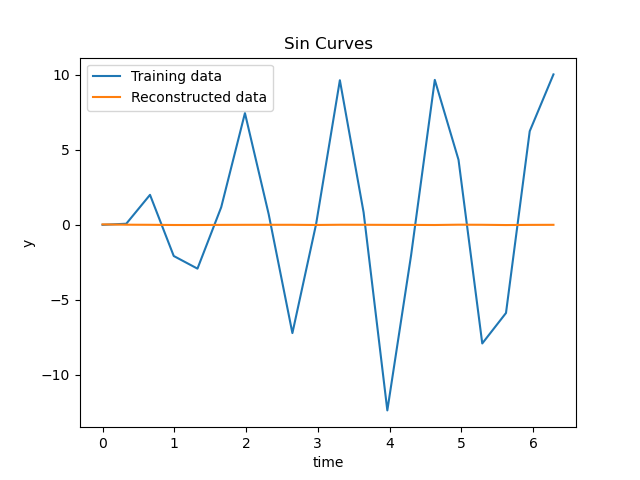 Sin Curves
Training data
Reconstructed data
10
5
0
−5
−10
y
0 1 2 3 4 5 6
time